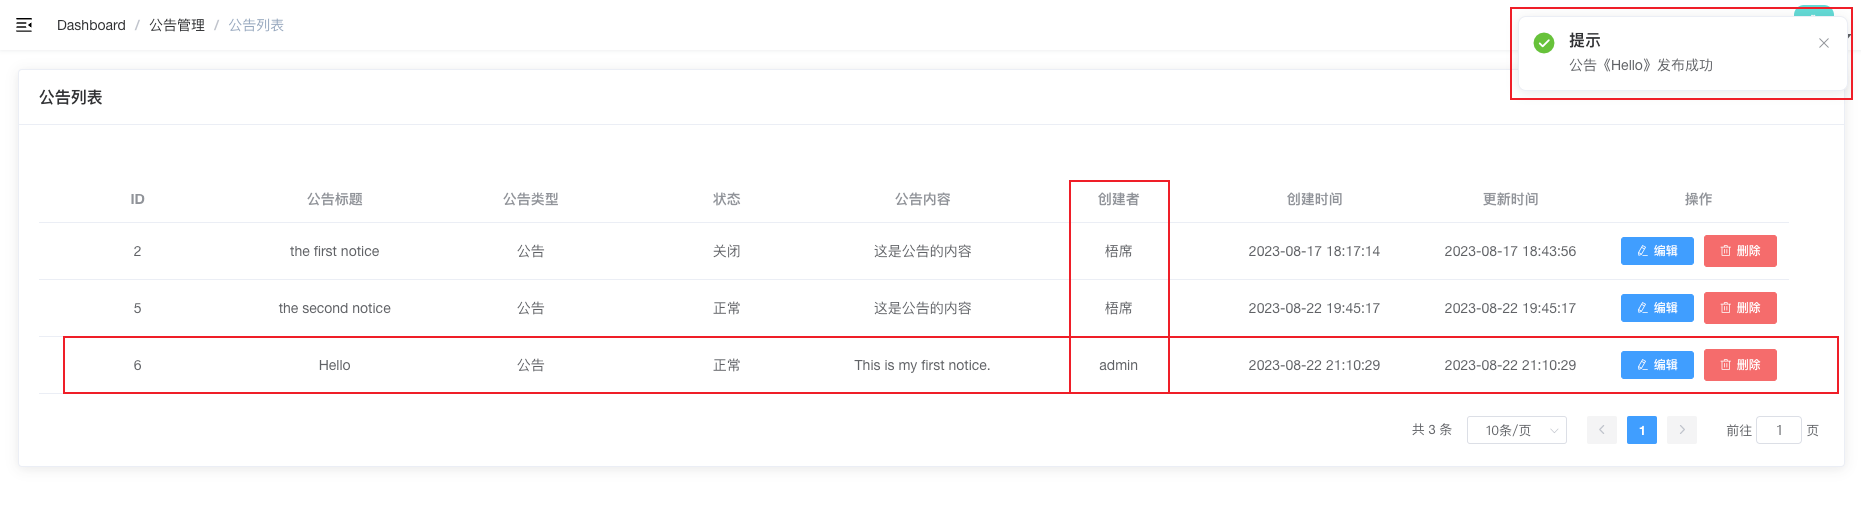 Dashboard / 公告管理 / 公告列表
提示
公告《Hello》发布成功
公告列表
ID 公告标题 公告类型 状态 公告内容 创建者 创建时间 更新时间 操作
2 the first notice 公告 关闭 这是公告的内容 梧席 2023-08-17 18:17:14 2023-08-17 18:43:56 编辑 删除
5 the second notice 公告 正常 这是公告的内容 梧席 2023-08-22 19:45:17 2023-08-22 19:45:17 编辑 删除
6 Hello 公告 正常 This is my first notice. admin 2023-08-22 21:10:29 2023-08-22 21:10:29 编辑 删除
共 3 条 10条/页 1 前往 1 页